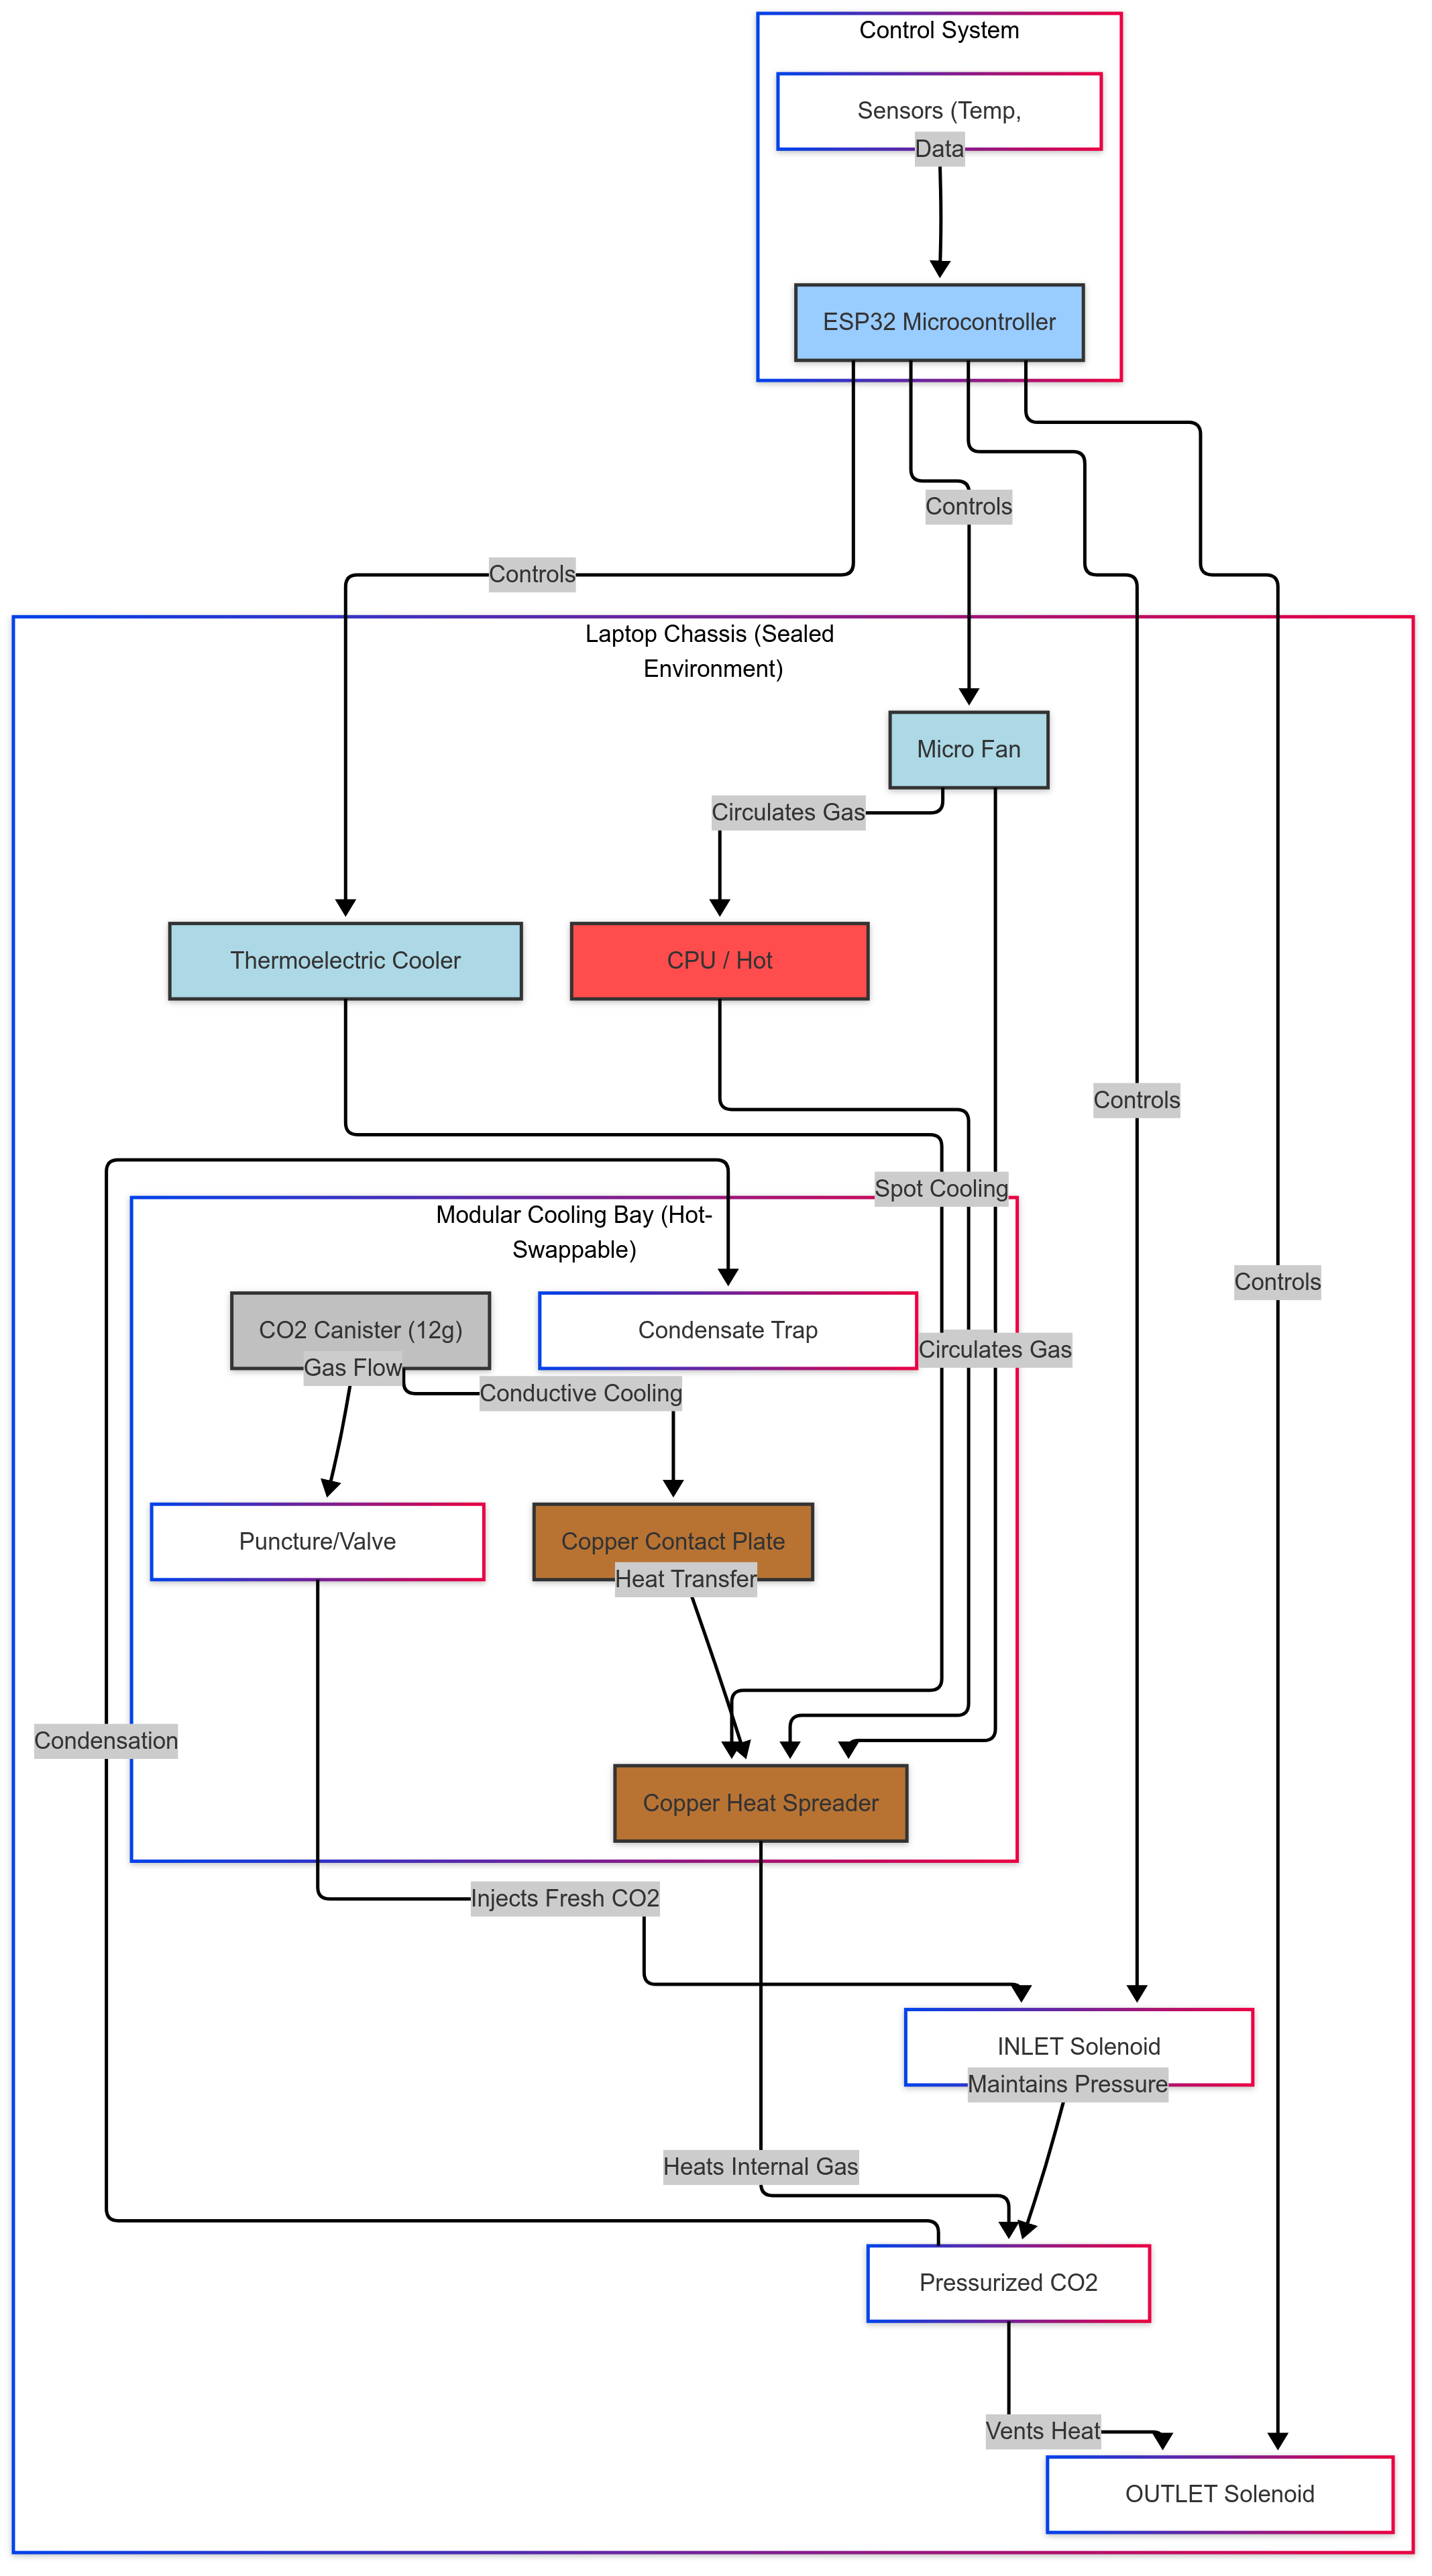 Control System
Sensors (Temp,
Data
ESP32 Microcontroller
Controls
Controls
Laptop Chassis (Sealed
Environment)
Micro Fan
Circulates Gas
Thermoelectric Cooler
CPU / Hot
Controls
Spot Cooling
Modular Cooling Bay (Hot-
Swappable)
Controls
CO2 Canister (12g)
Condensate Trap
Circulates Gas
Gas Flow
Conductive Cooling
Puncture/Valve
Copper Contact Plate
Heat Transfer
Condensation
Copper Heat Spreader
Injects Fresh CO2
INLET Solenoid
Maintains Pressure
Heats Internal Gas
Pressurized CO2
Vents Heat
OUTLET Solenoid